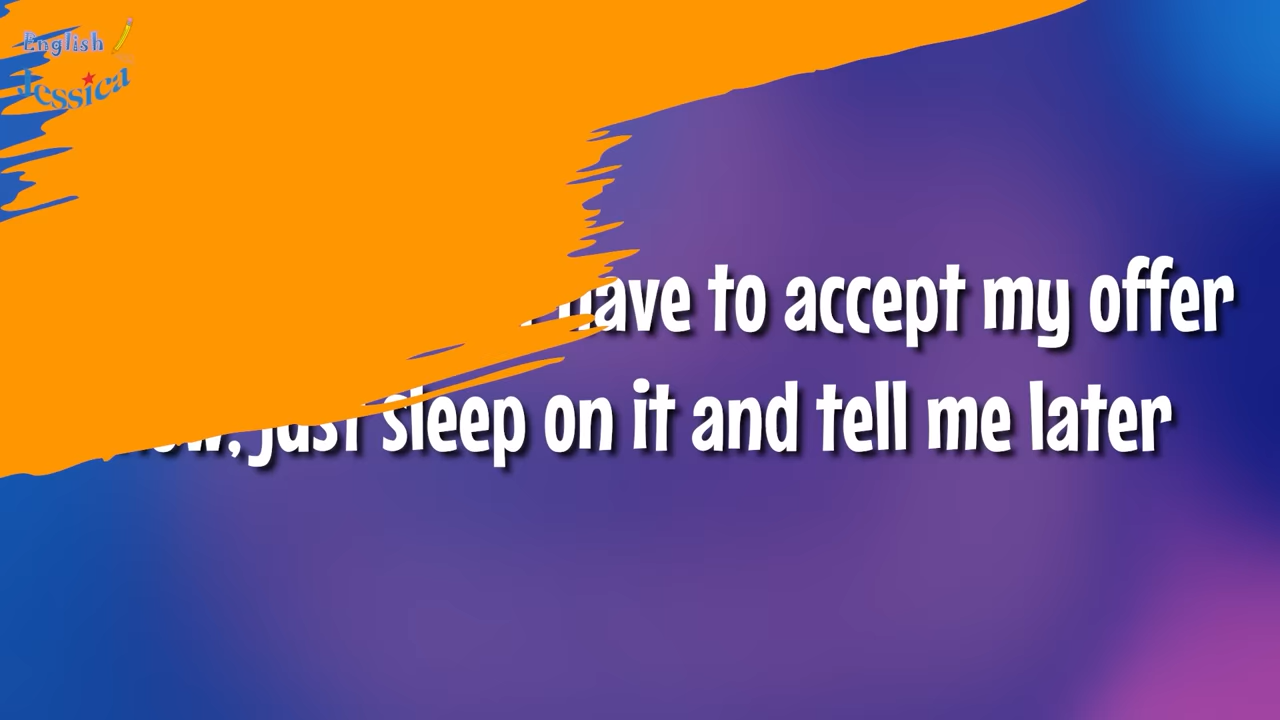 English
Jessica
have to accept my offer
just sleep on it and tell me later